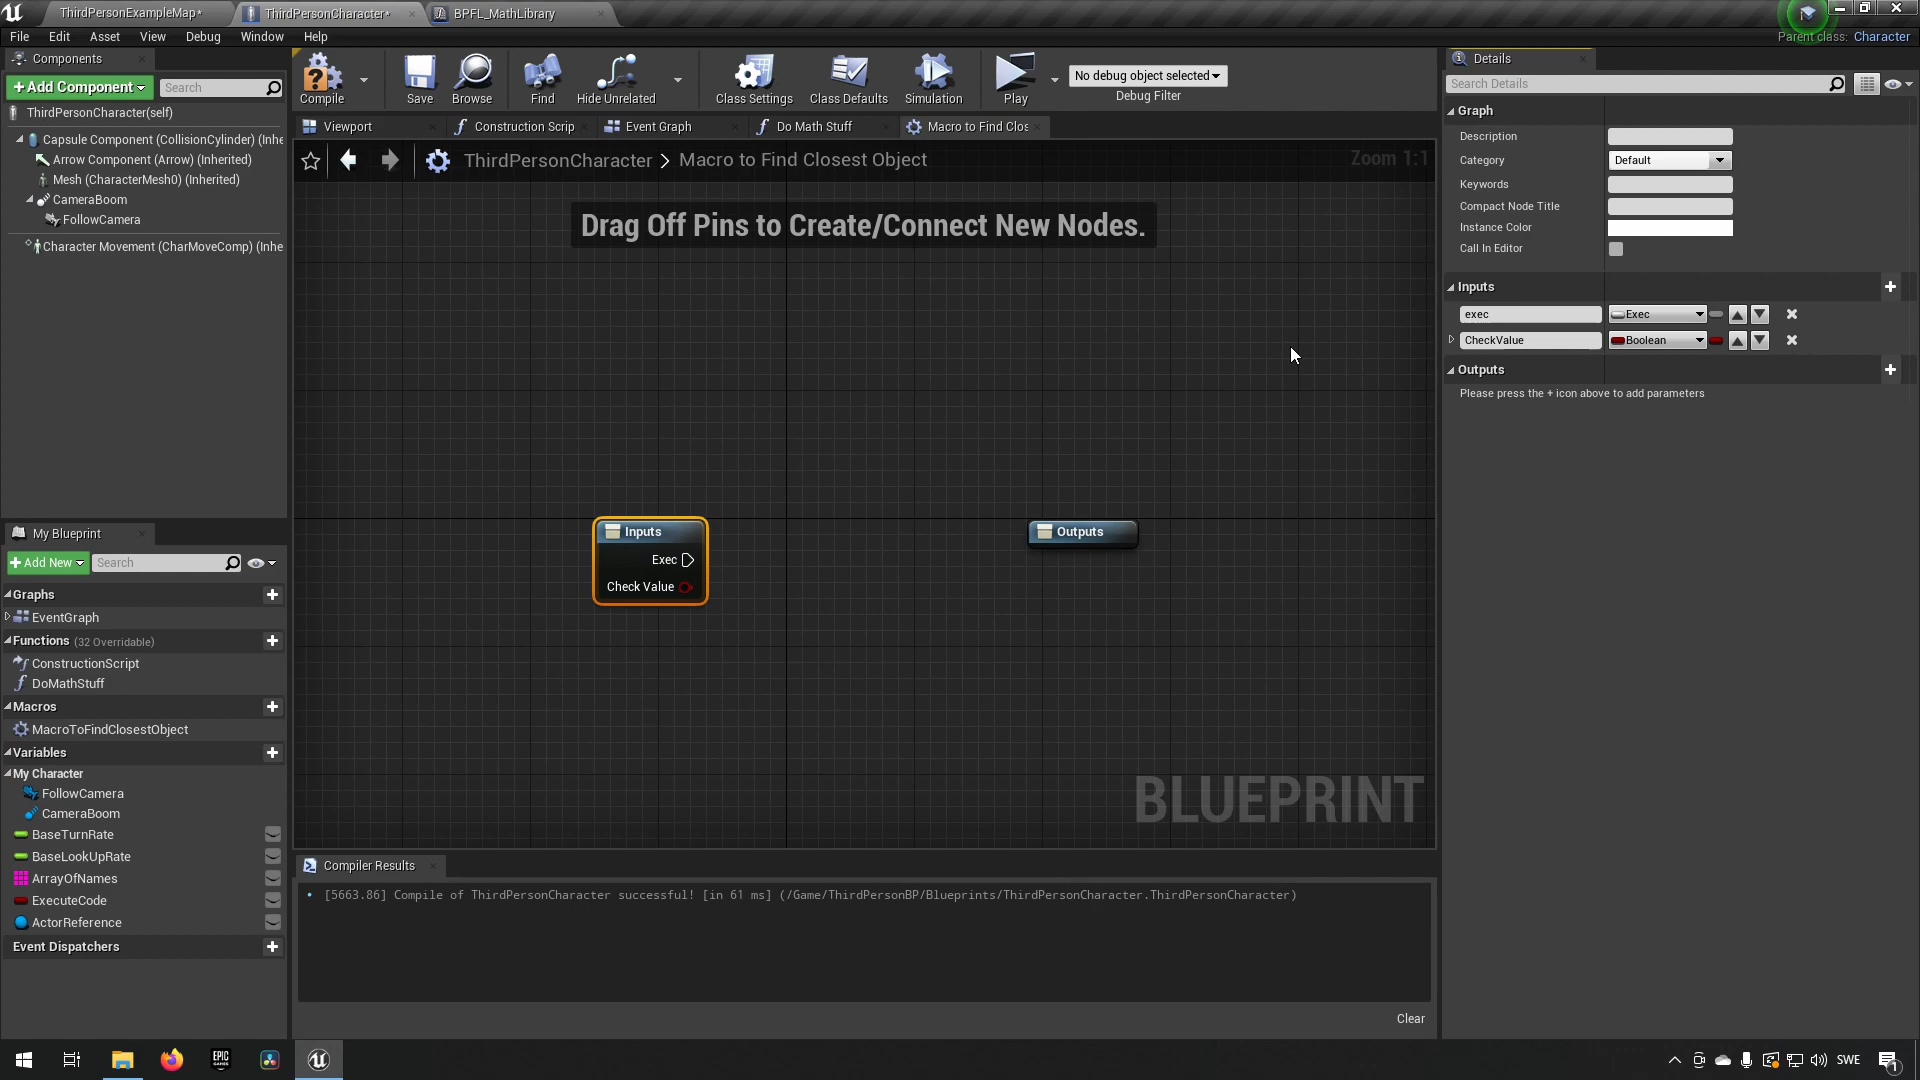 ThirdPersonExampleMap*
ThirdPersonCharacter*
BPFL_MathLibrary
File Edit Asset View Debug Window Help
Parent class: Character
Components
+Add Component
Search
ThirdPersonCharacter(self)
Capsule Component (CollisionCylinder) (Inhe
Arrow Component (Arrow) (Inherited)
Mesh (CharacterMesh0) (Inherited)
CameraBoom
FollowCamera
Character Movement (CharMoveComp) (Inhe
My Blueprint
+Add New
Search
Graphs
EventGraph
Functions (32 Overridable)
ConstructionScript
DoMathStuff
Macros
MacroToFindClosestObject
Variables
My Character
FollowCamera
CameraBoom
BaseTurnRate
BaseLookUpRate
ArrayOfNames
ExecuteCode
ActorReference
Event Dispatchers
Compile
Save
Browse
Find
Hide Unrelated
Class Settings
Class Defaults
Simulation
Play
No debug object selected
Debug Filter
Viewport
Construction Scrip
Event Graph
Do Math Stuff
Macro to Find Clos
ThirdPersonCharacter > Macro to Find Closest Object
Zoom 1:1
Drag Off Pins to Create/Connect New Nodes.
Inputs
Exec
Check Value
Outputs
BLUEPRINT
Compiler Results
[5663.86] Compile of ThirdPersonCharacter successful! [in 61 ms] (/Game/ThirdPersonBP/Blueprints/ThirdPersonCharacter.ThirdPersonCharacter)
Clear
Details
Search Details
Graph
Description
Category Default
Keywords
Compact Node Title
Instance Color
Call In Editor
Inputs
exec Exec
CheckValue Boolean
Outputs
Please press the + icon above to add parameters
EPIC
GAMES
SWE
1